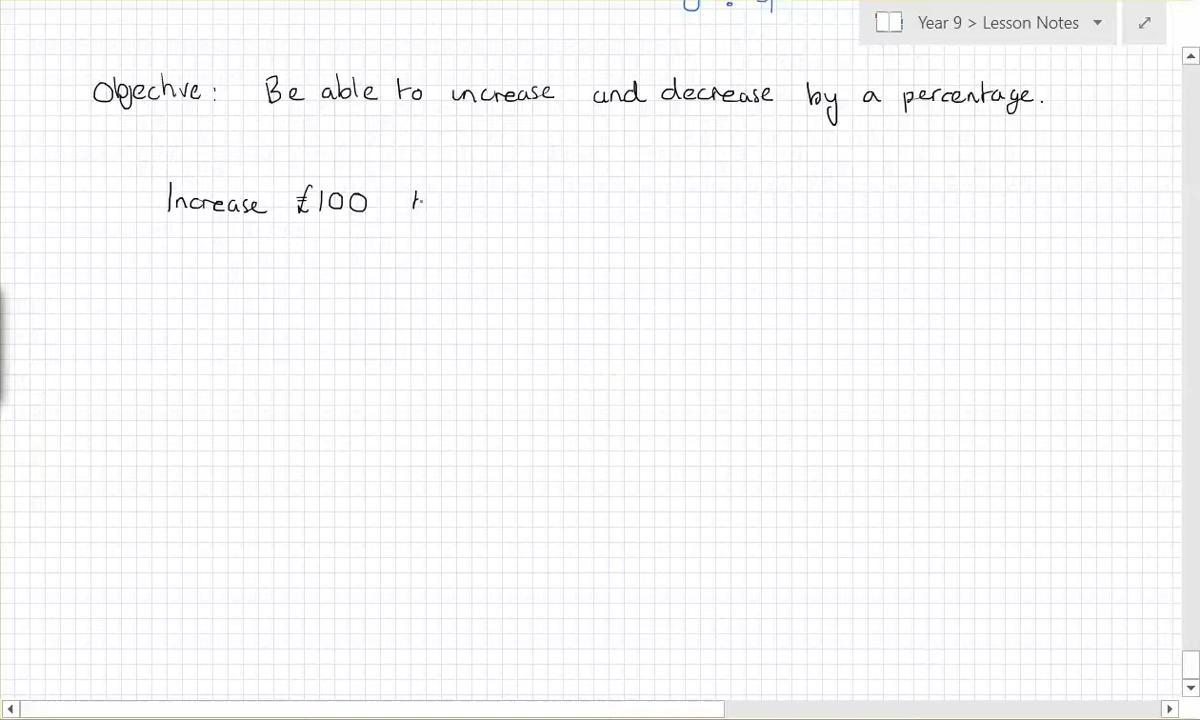 Year 9 > Lesson Notes
Objective: Be able to increase and decrease by a percentage.
Increase £100